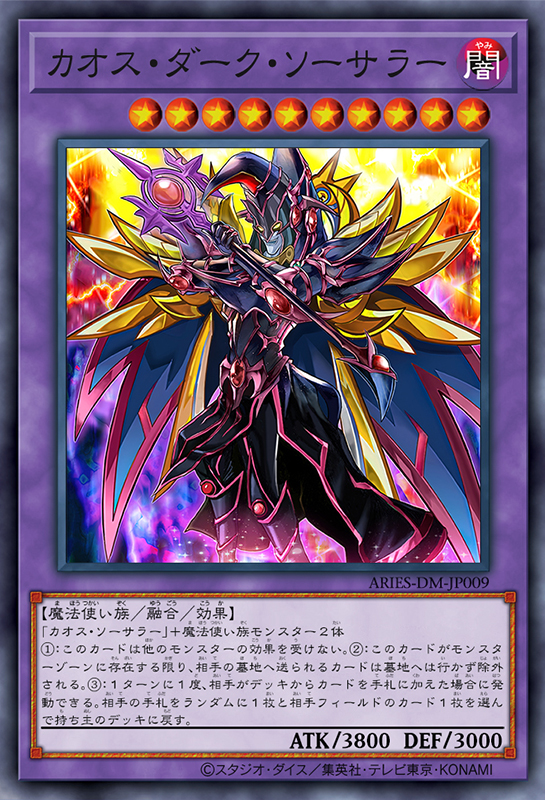 カオス・ダーク・ソーサラー
闇
ARIES-DM-JP009
【魔法使い族／融合／効果】
「カオス・ソーサラー」+魔法使い族モンスター2体
①:このカードは他のモンスターの効果を受けない。②:このカードがモンス
ターゾーンに存在する限り、相手の墓地へ送られるカードは墓地へは行かず除外
される。③:1ターンに1度、相手がデッキからカードを手札に加えた場合に発
動できる。相手の手札をランダムに1枚と相手フィールドのカード1枚を選ん
で持ち主のデッキに戻す。
ATK/3800 DEF/3000
©スタジオ・ダイス／集英社・テレビ東京・KONAMI